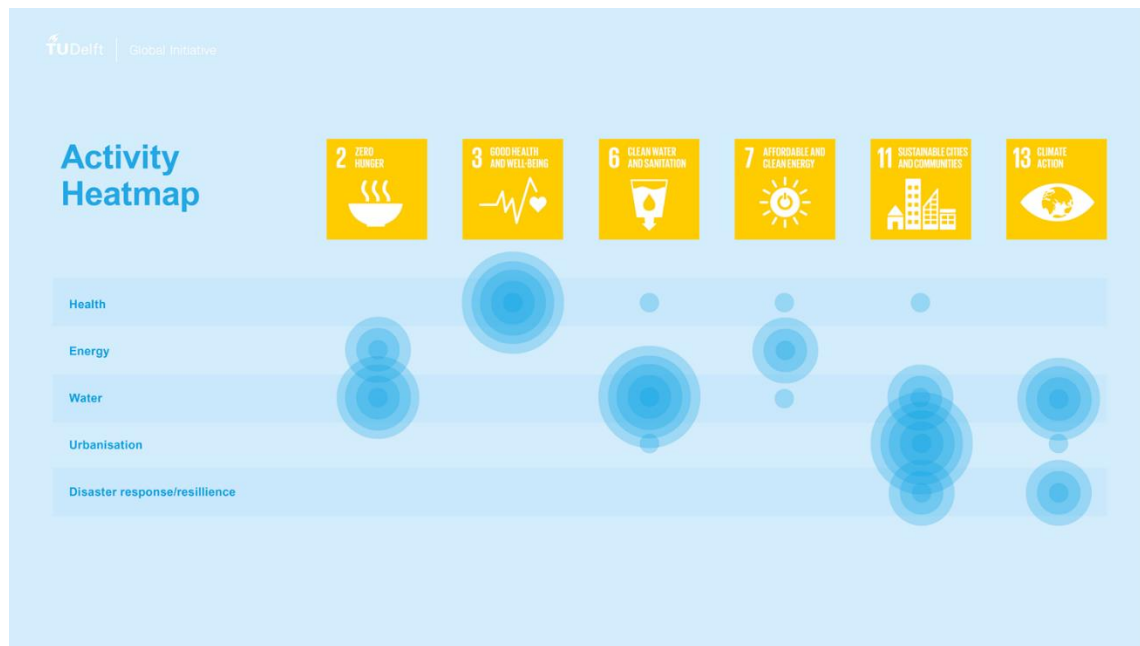 TUDelft Global Initiative
Activity
Heatmap
2 ZERO
HUNGER
3 GOOD HEALTH
AND WELL-BEING
6 CLEAN WATER
AND SANITATION
7 AFFORDABLE AND
CLEAN ENERGY
11 SUSTAINABLE CITIES
AND COMMUNITIES
13 CLIMATE
ACTION
Health
Energy
Water
Urbanisation
Disaster response/resillience